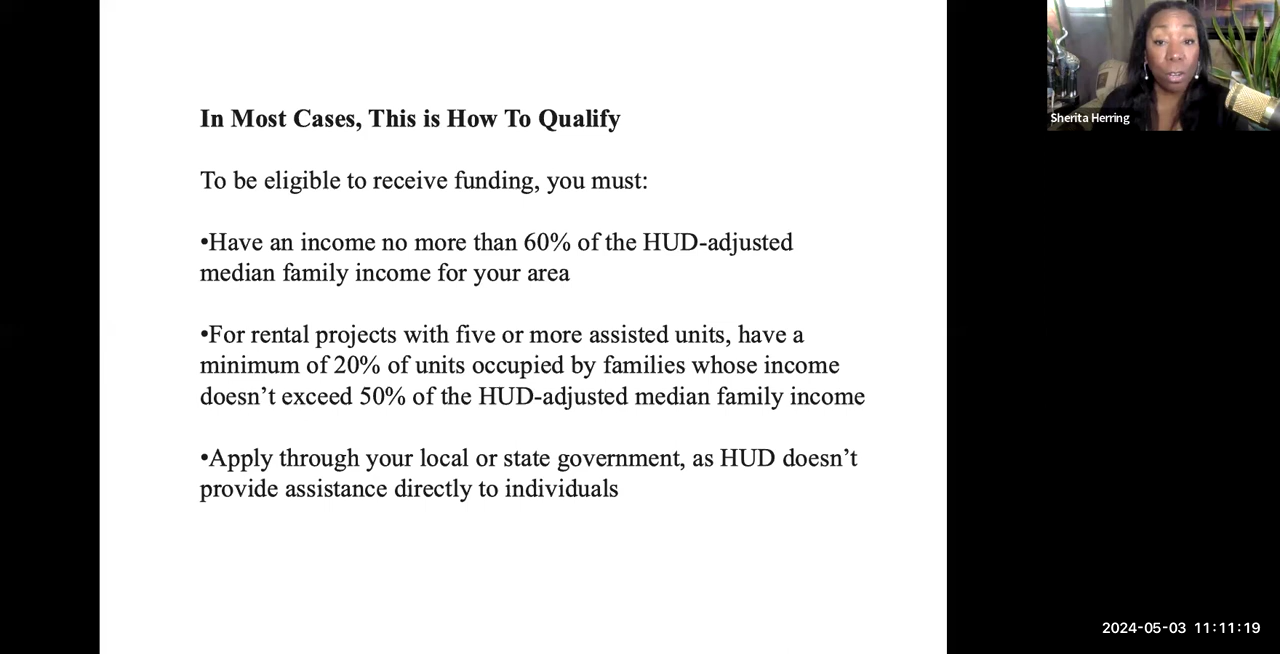 In Most Cases, This is How To Qualify
To be eligible to receive funding, you must:
•Have an income no more than 60% of the HUD-adjusted
median family income for your area
•For rental projects with five or more assisted units, have a
minimum of 20% of units occupied by families whose income
doesn’t exceed 50% of the HUD-adjusted median family income
•Apply through your local or state government, as HUD doesn’t
provide assistance directly to individuals
Sherita Herring
2024-05-03 11:11:19